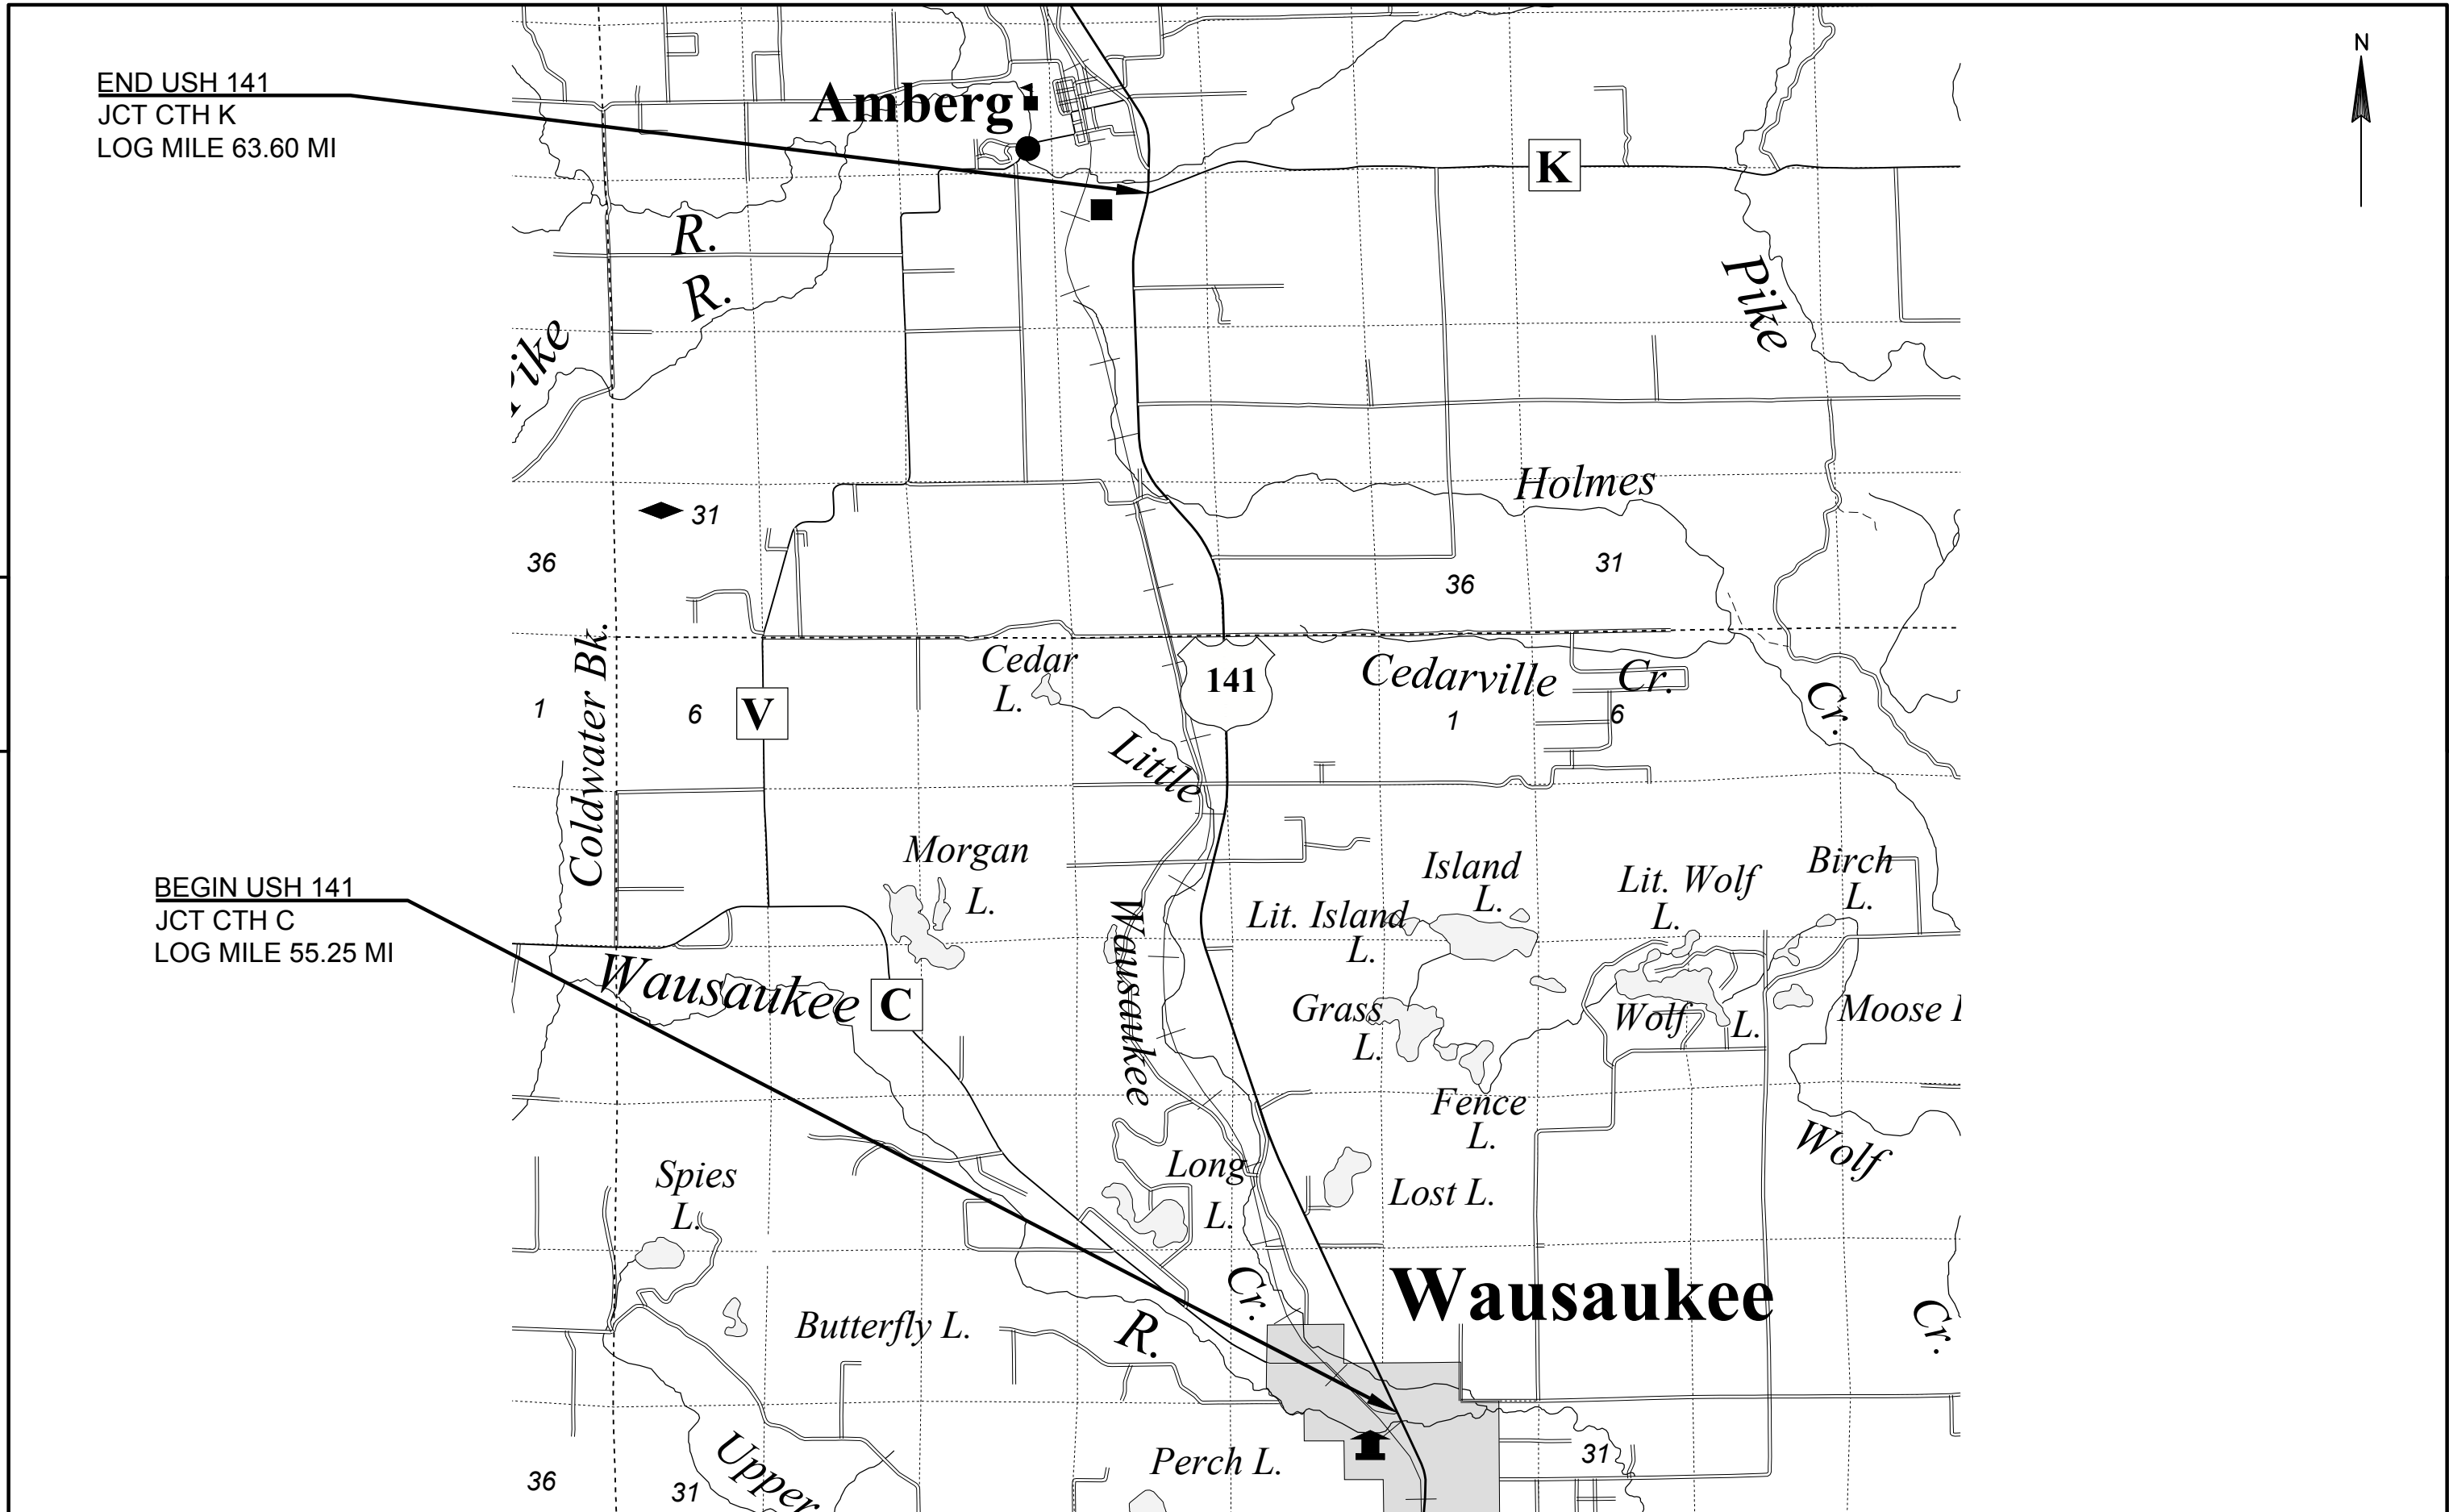 N
END USH 141
JCT CTH K
LOG MILE 63.60 MI
Amberg
K
R.
R.
Pike
Pike
Holmes
31
36
31
36
Coldwater Bk.
Cedar
L.
141
Cedarville Cr.
Cr.
1
6
V
1
6
Little
Morgan
L.
BEGIN USH 141
JCT CTH C
LOG MILE 55.25 MI
Island
L.
Lit. Wolf
L.
Birch
L.
Lit. Island
L.
Wausaukee
Wausaukee
C
Grass
L.
Wolf L.
Moose
Fence
L.
Wolf
Spies
L.
Long
L.
Lost L.
Cr.
Wausaukee
Cr.
Butterfly L.
R.
Perch L.
31
36
31
Upper